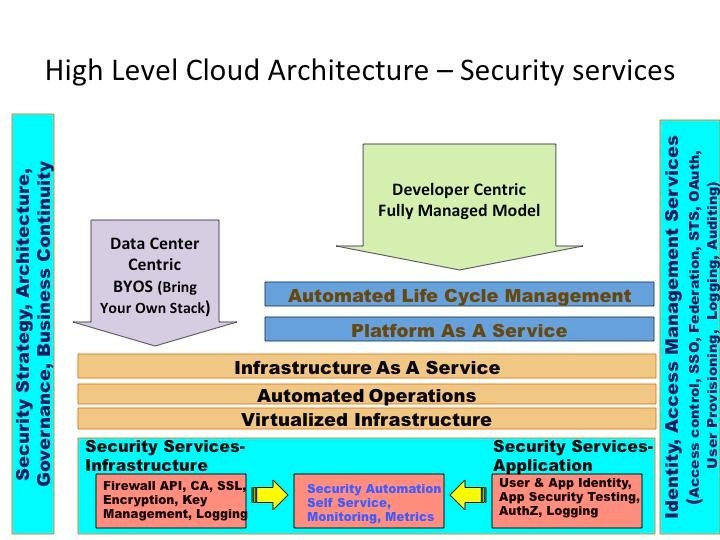 High Level Cloud Architecture – Security services
Security Strategy, Architecture,
Governance, Business Continuity
Data Center
Centric
BYOS (Bring
Your Own Stack)
Developer Centric
Fully Managed Model
Automated Life Cycle Management
Platform As A Service
Infrastructure As A Service
Automated Operations
Virtualized Infrastructure
Security Services-
Infrastructure
Firewall API, CA, SSL,
Encryption, Key
Management, Logging
Security Automation
Self Service,
Monitoring, Metrics
Security Services-
Application
User & App Identity,
App Security Testing,
AuthZ, Logging
Identity, Access Management Services
(Access control, SSO, Federation, STS, OAuth,
User Provisioning, Logging, Auditing)